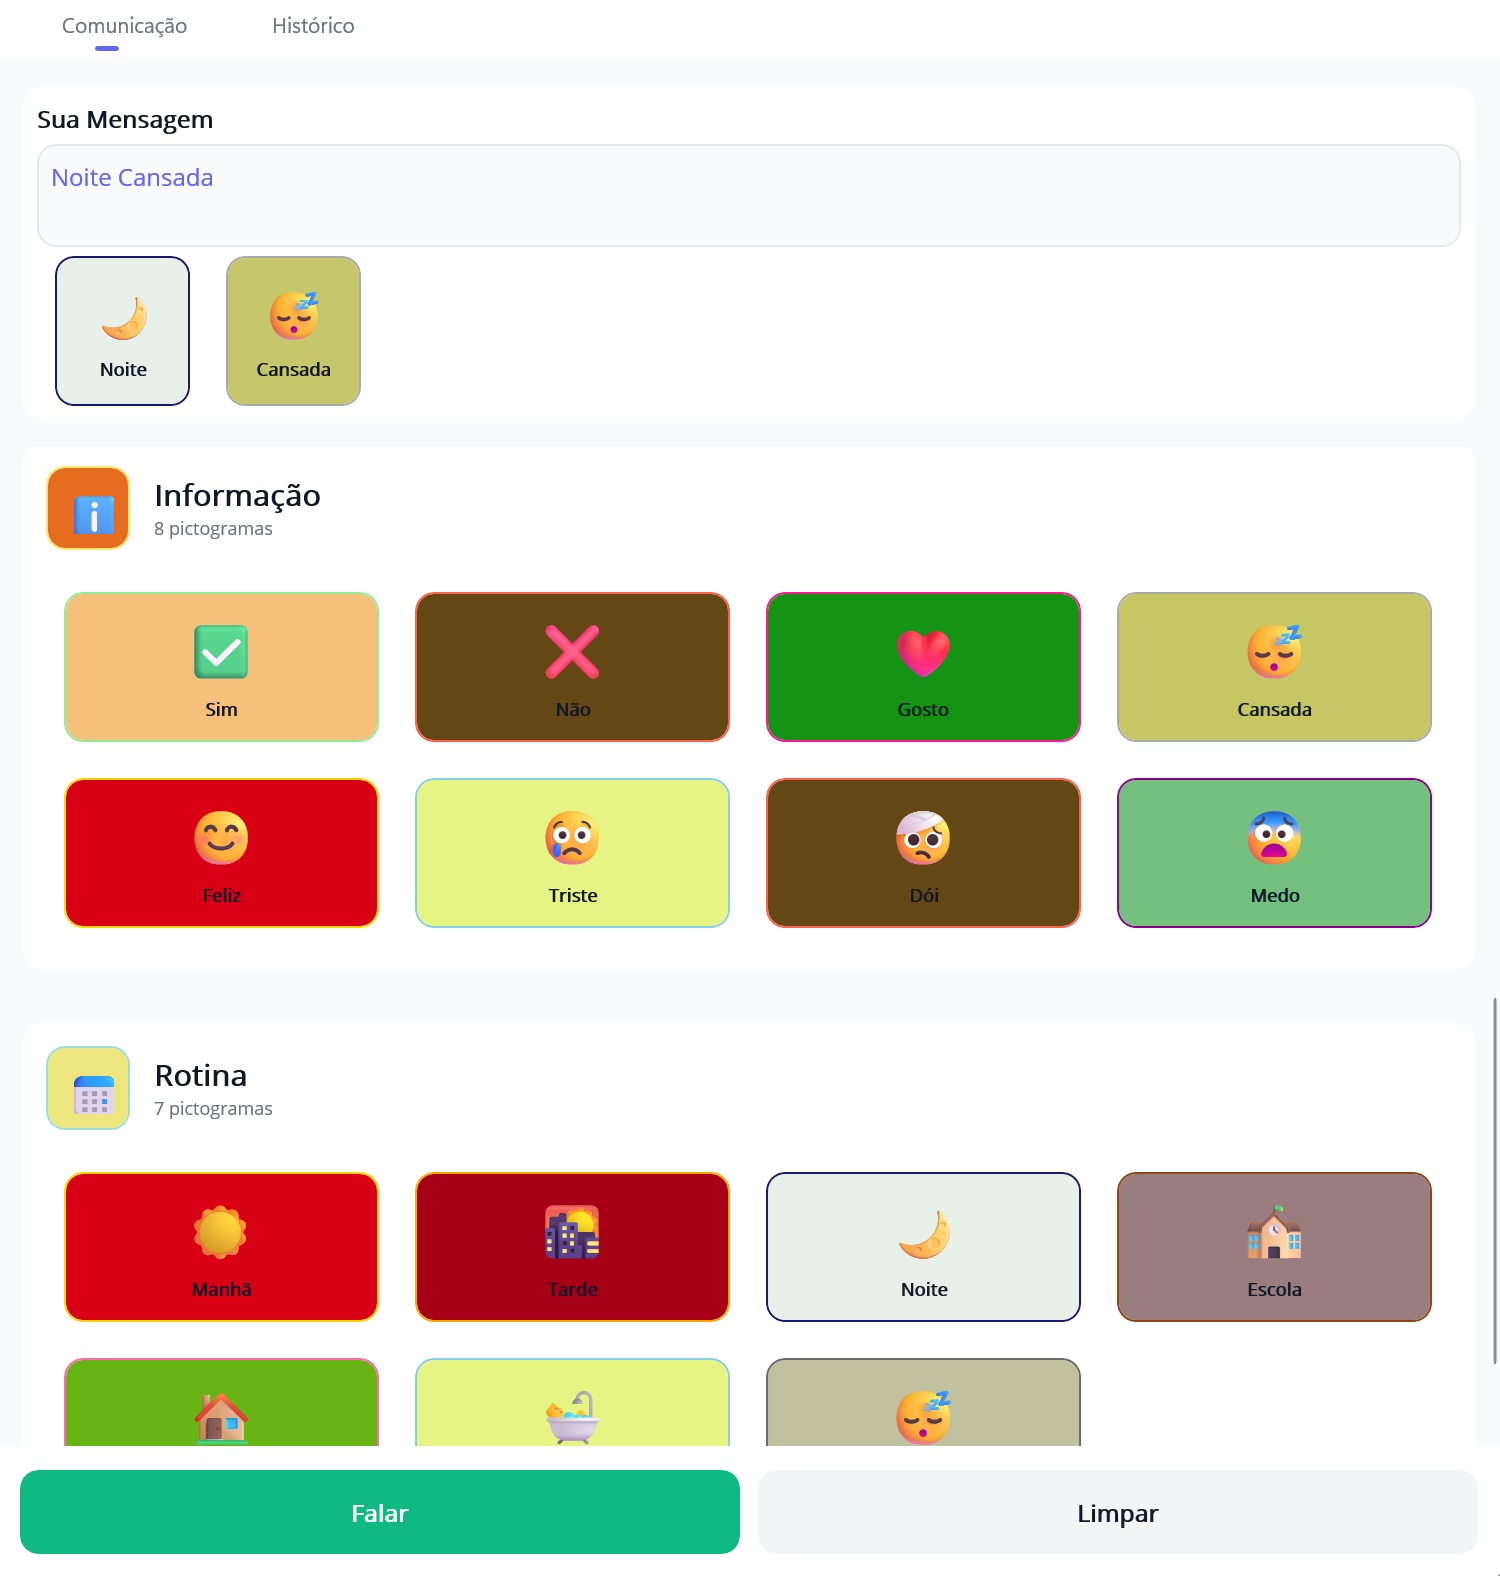 Comunicação Histórico
Sua Mensagem
Noite Cansada
Noite Cansada
Informação
8 pictogramas
Sim Não Gosto Cansada
Feliz Triste Dói Medo
Rotina
7 pictogramas
Manhã Tarde Noite Escola
Falar Limpar